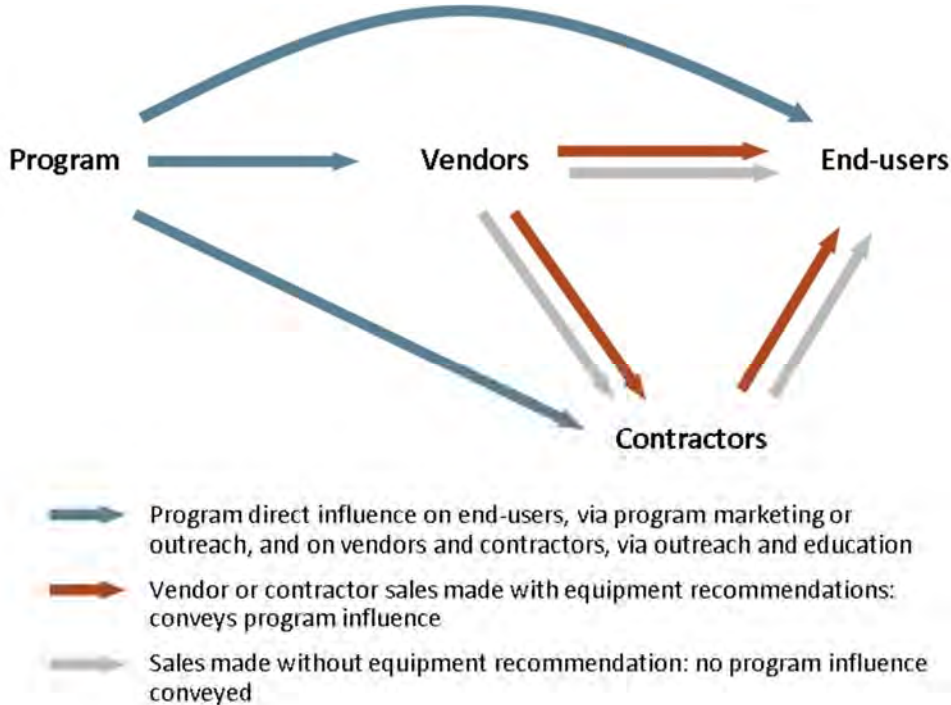 Program
Vendors
End-users
Contractors
Program direct influence on end-users, via program marketing or
outreach, and on vendors and contractors, via outreach and education
Vendor or contractor sales made with equipment recommendations:
conveys program influence
Sales made without equipment recommendation: no program influence
conveyed